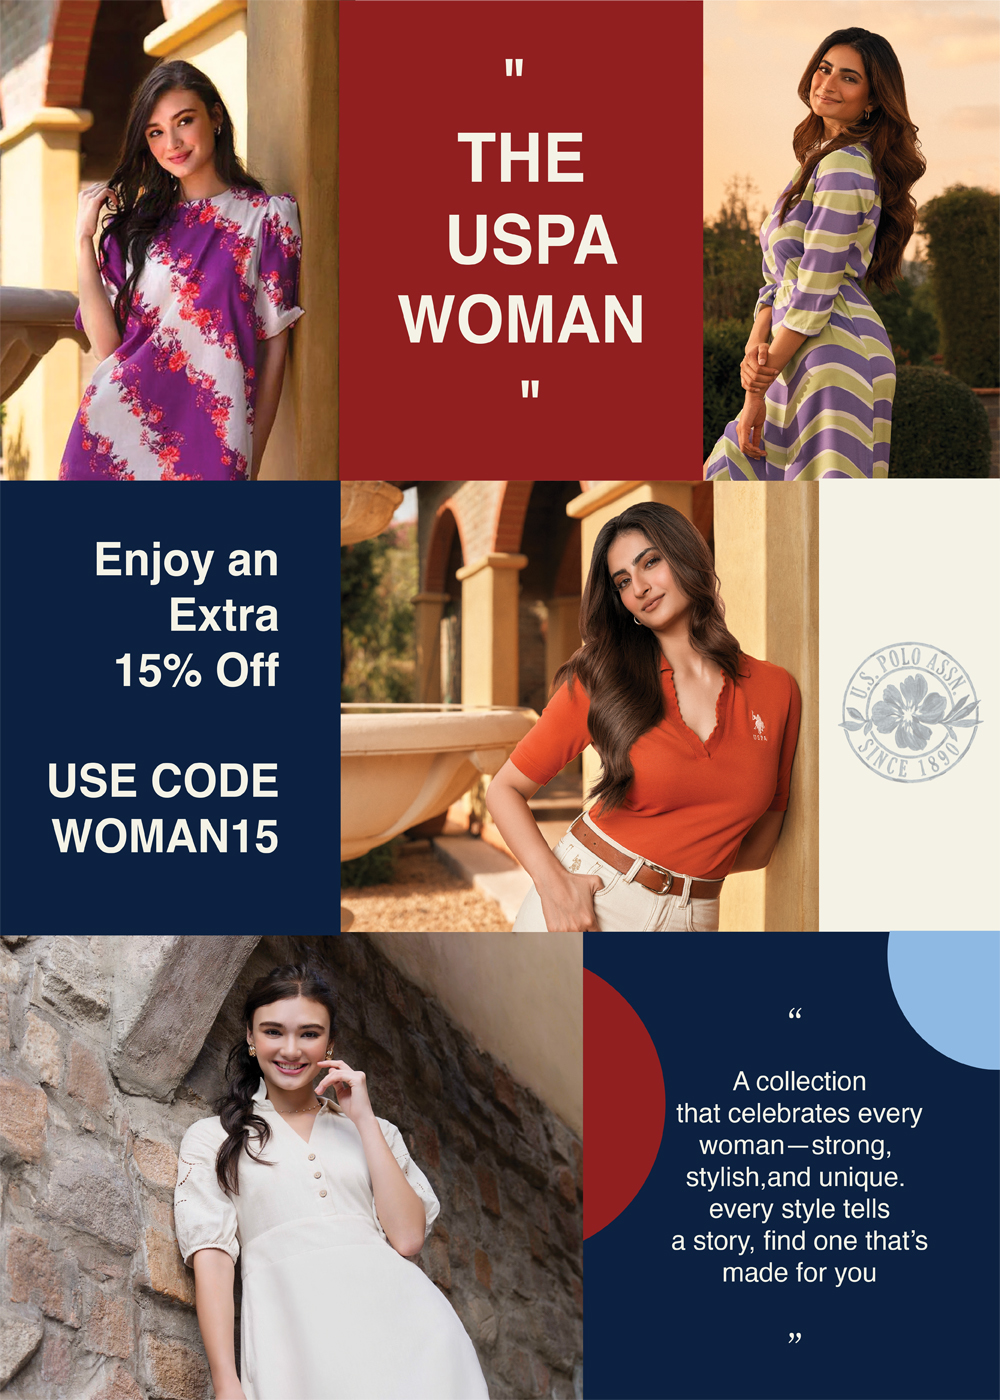 "
THE
USPA
WOMAN
"
Enjoy an
Extra
15% Off
USE CODE
WOMAN15
USPA
U.S. POLO ASSN.
SINCE 1890
“
A collection
that celebrates every
woman—strong,
stylish,and unique.
every style tells
a story, find one that’s
made for you
”